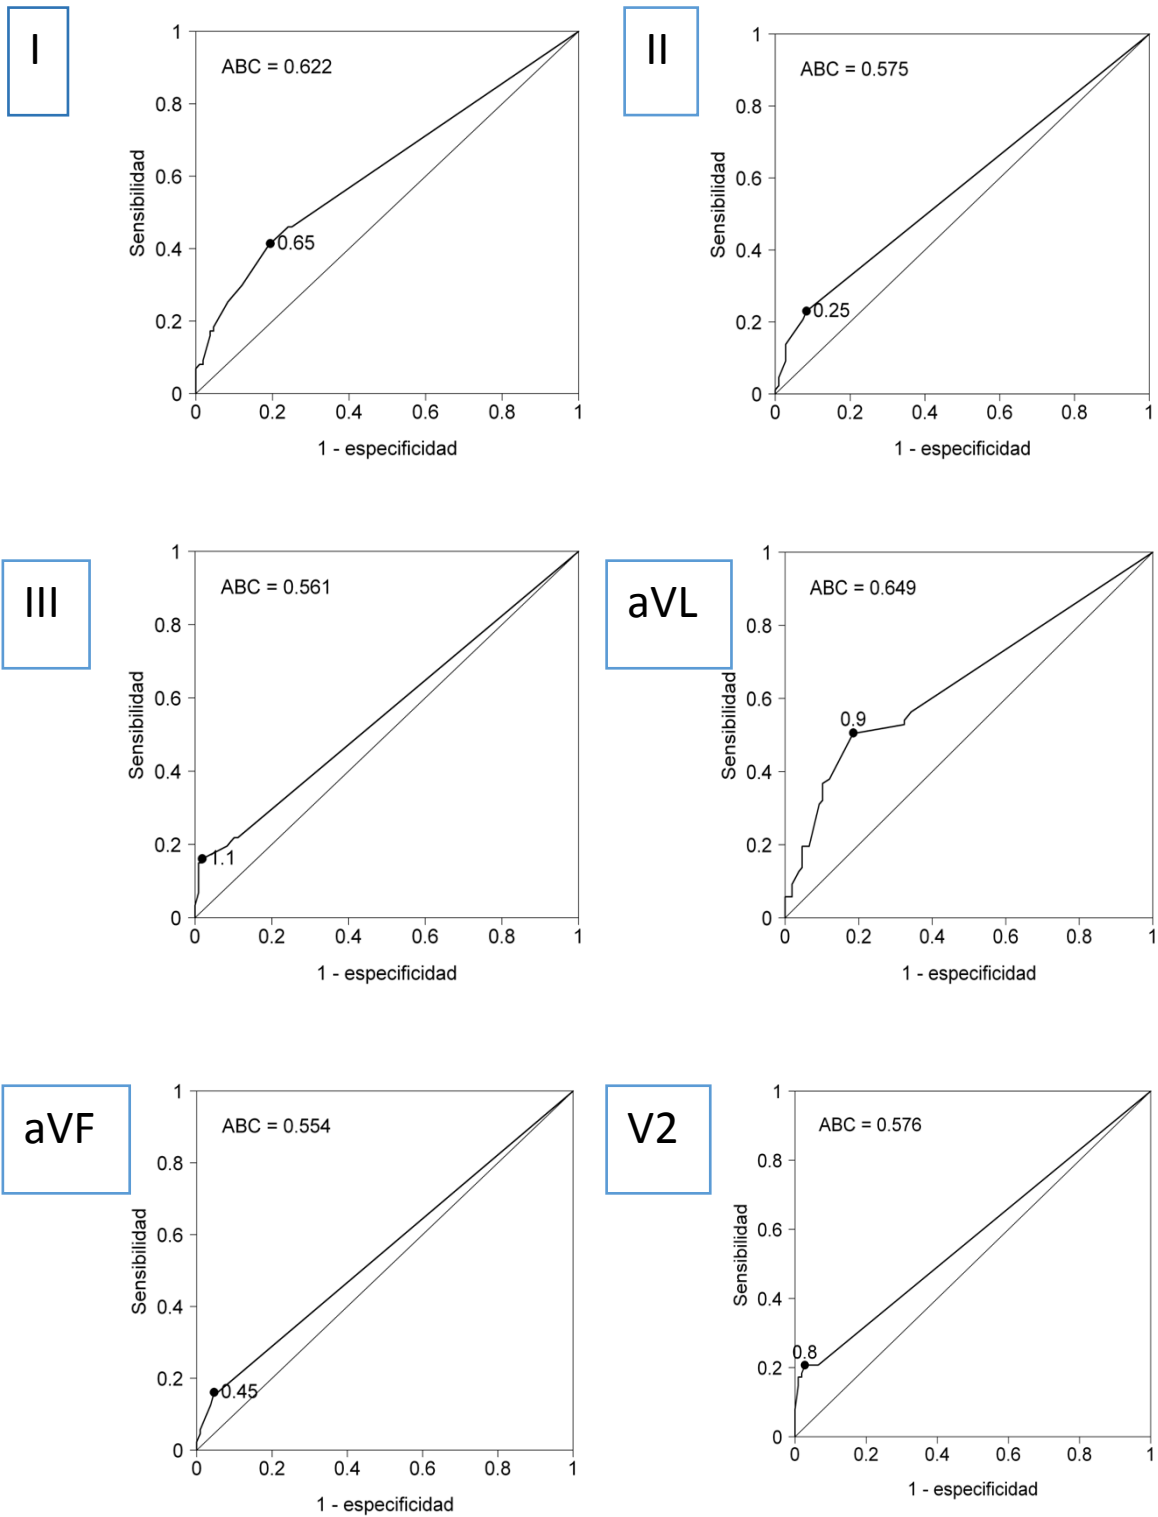 I
ABC = 0.622
1
0.8
0.6
0.4
0.2
0
Sensibilidad
0.65
0 0.2 0.4 0.6 0.8 1
1 - especificidad
II
ABC = 0.575
1
0.8
0.6
0.4
0.2
0
Sensibilidad
0.25
0 0.2 0.4 0.6 0.8 1
1 - especificidad
III
ABC = 0.561
1
0.8
0.6
0.4
0.2
0
Sensibilidad
1.1
0 0.2 0.4 0.6 0.8 1
1 - especificidad
aVL
ABC = 0.649
1
0.8
0.6
0.4
0.2
0
Sensibilidad
0.9
0 0.2 0.4 0.6 0.8 1
1 - especificidad
aVF
ABC = 0.554
1
0.8
0.6
0.4
0.2
0
Sensibilidad
0.45
0 0.2 0.4 0.6 0.8 1
1 - especificidad
V2
ABC = 0.576
1
0.8
0.6
0.4
0.2
0
Sensibilidad
0.8
0 0.2 0.4 0.6 0.8 1
1 - especificidad